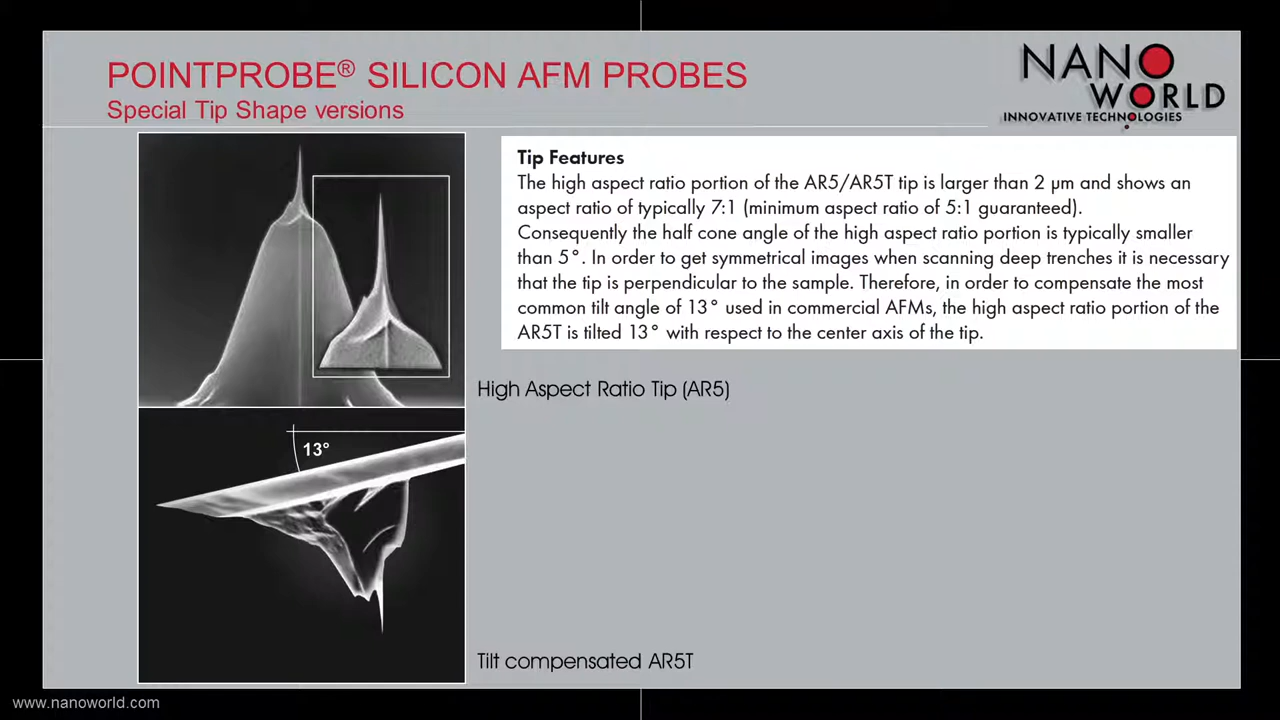 POINTPROBE® SILICON AFM PROBES
Special Tip Shape versions
NANO
WORLD
INNOVATIVE TECHNOLOGIES
Tip Features
The high aspect ratio portion of the AR5/AR5T tip is larger than 2 µm and shows an
aspect ratio of typically 7:1 (minimum aspect ratio of 5:1 guaranteed).
Consequently the half cone angle of the high aspect ratio portion is typically smaller
than 5°. In order to get symmetrical images when scanning deep trenches it is necessary
that the tip is perpendicular to the sample. Therefore, in order to compensate the most
common tilt angle of 13° used in commercial AFMs, the high aspect ratio portion of the
AR5T is tilted 13° with respect to the center axis of the tip.
High Aspect Ratio Tip (AR5)
13°
Tilt compensated AR5T
www.nanoworld.com